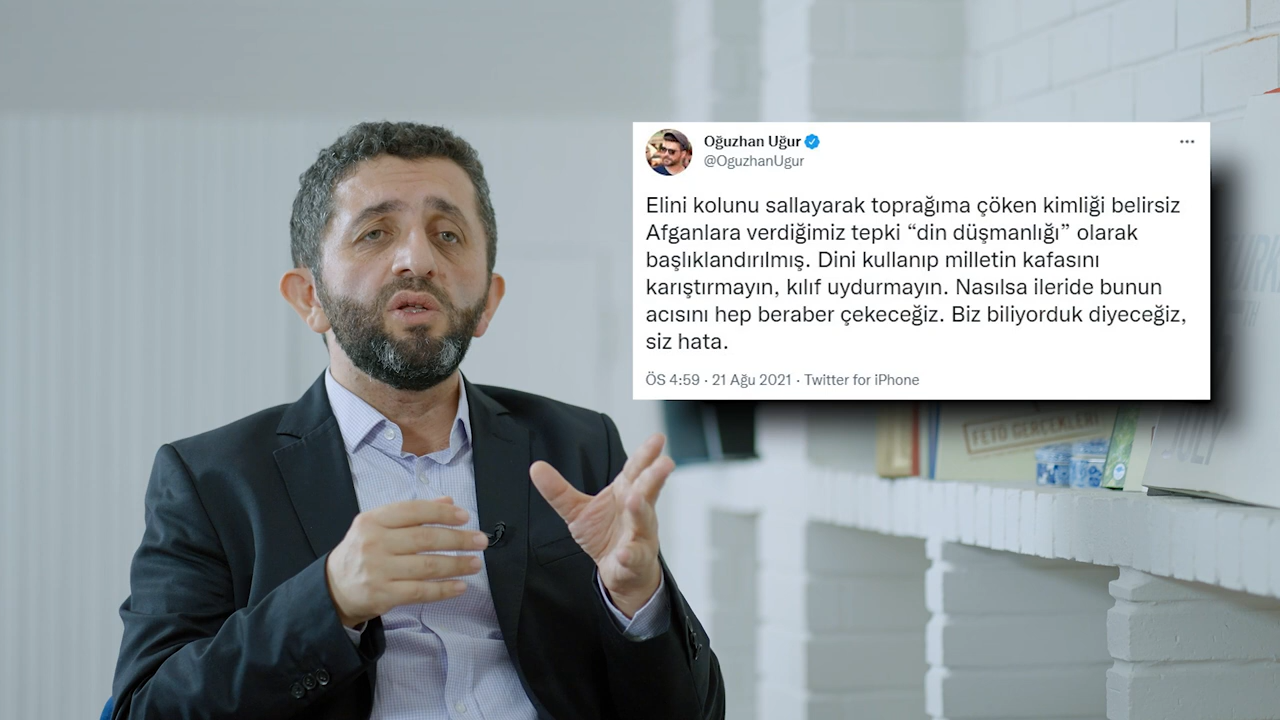 Oğuzhan Uğur
@OguzhanUgur
Elini kolunu sallayarak toprağıma çöken kimliği belirsiz
Afganlara verdiğimiz tepki “din düşmanlığı” olarak
başlıklandırılmış. Dini kullanıp milletin kafasını
karıştırmayın, kılıf uydurmayın. Nasılsa ileride bunun
acısını hep beraber çekeceğiz. Biz biliyorduk diyeceğiz,
siz hata.
ÖS 4:59 · 21 Ağu 2021 · Twitter for iPhone
FETÖ GERÇEKLERİ
JULY